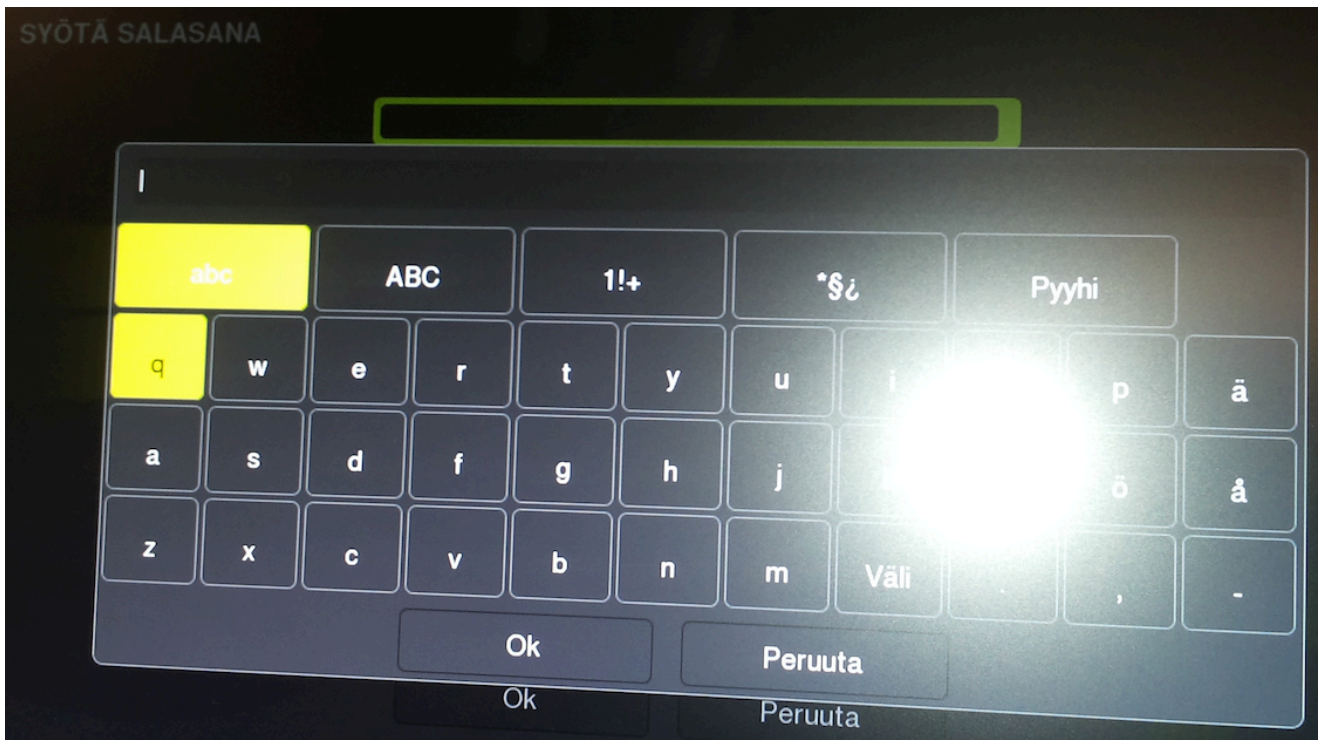 SYÖTÄ SALASANA
abc ABC 1!+ *§¿ Pyyhi
q w e r t y u i p ä
a s d f g h j ö å
z x c v b n m Väli . , -
Ok Peruuta
Ok Peruuta